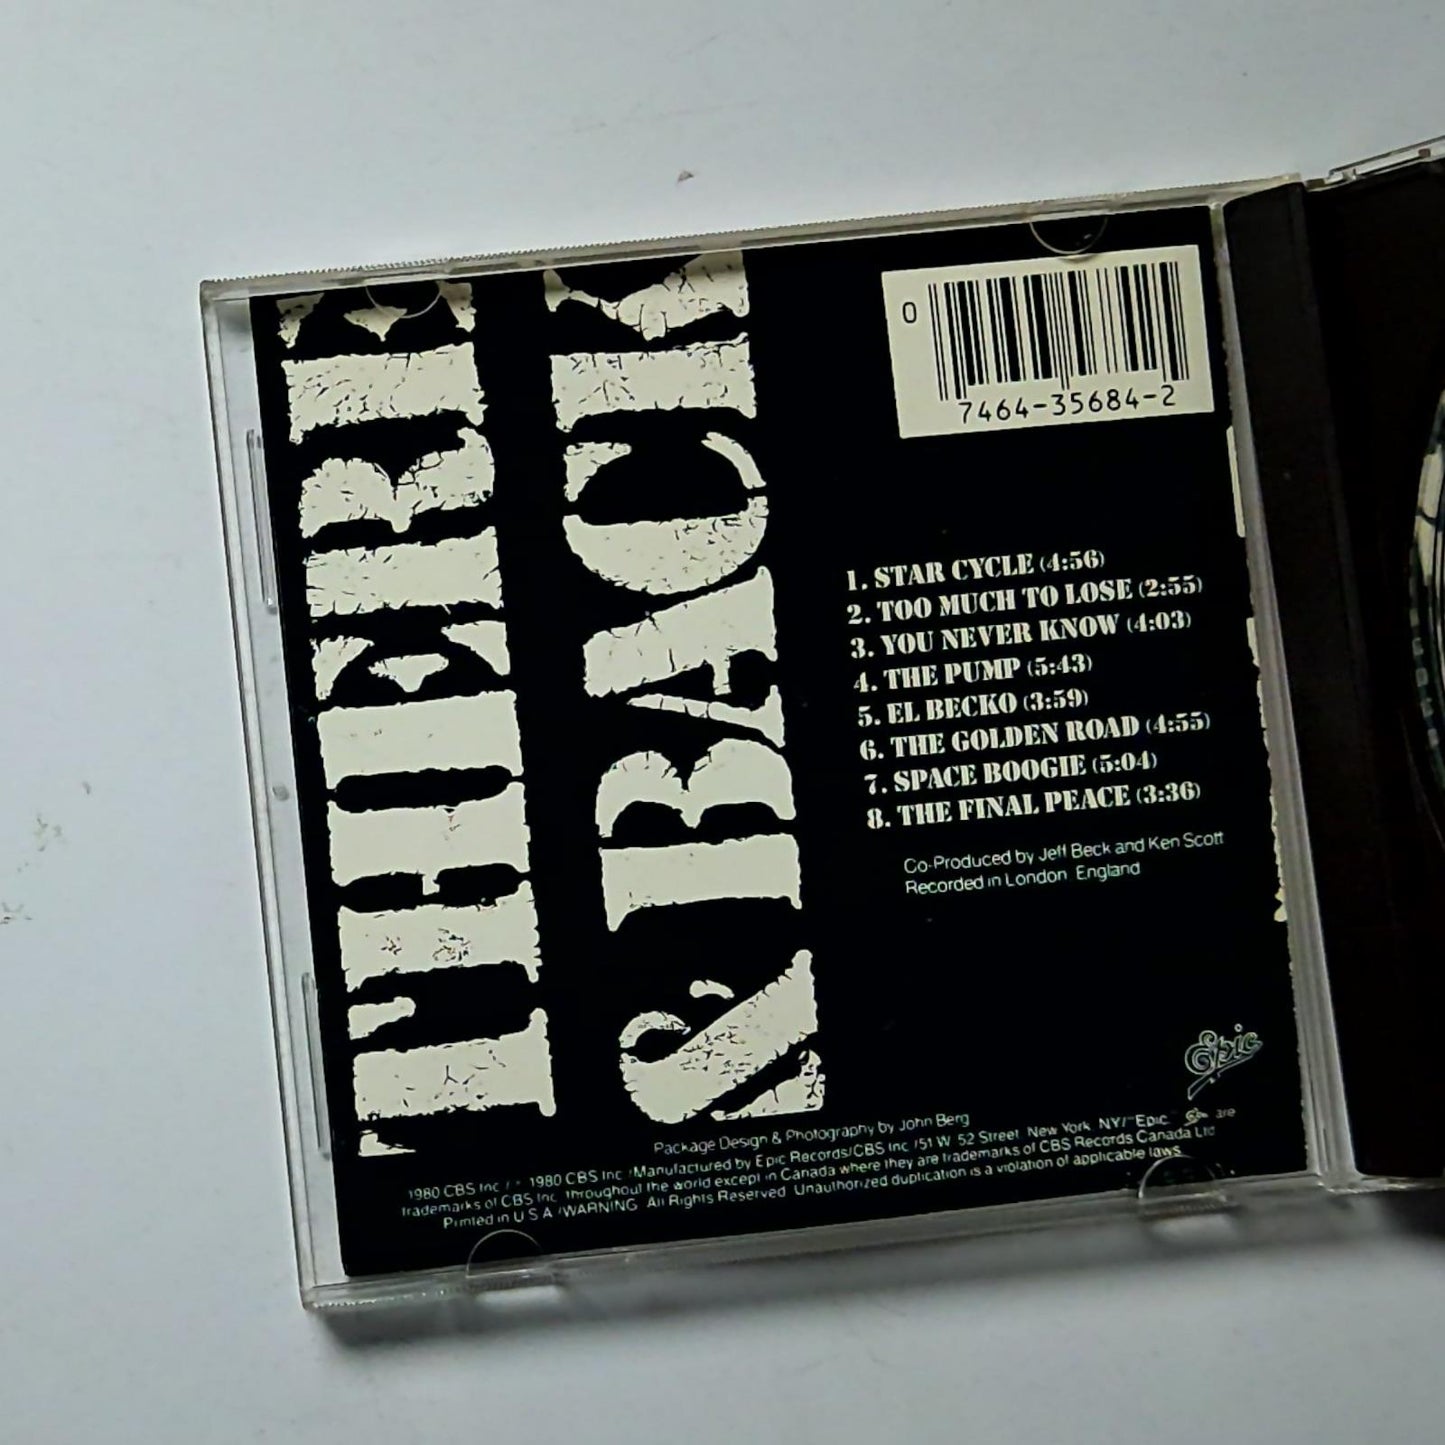 THERE
& BACK
0
7464-35684-2
1. STAR CYCLE (4:56)
2. TOO MUCH TO LOSE (2:55)
3. YOU NEVER KNOW (4:03)
4. THE PUMP (5:43)
5. EL BECKO (3:59)
6. THE GOLDEN ROAD (4:55)
7. SPACE BOOGIE (5:04)
8. THE FINAL PEACE (3:36)
Co-Produced by Jeff Beck and Ken Scott
Recorded in London England
Epic
Package Design & Photography by John Berg
1980 CBS Inc / 1980 CBS Inc /Manufactured by Epic Records/CBS Inc /51 W. 52 Street New York NY/"Epic" are
trademarks of CBS Inc throughout the world except in Canada where they are trademarks of CBS Records Canada Ltd
Printed in U S A /WARNING All Rights Reserved Unauthorized duplication is a violation of applicable laws